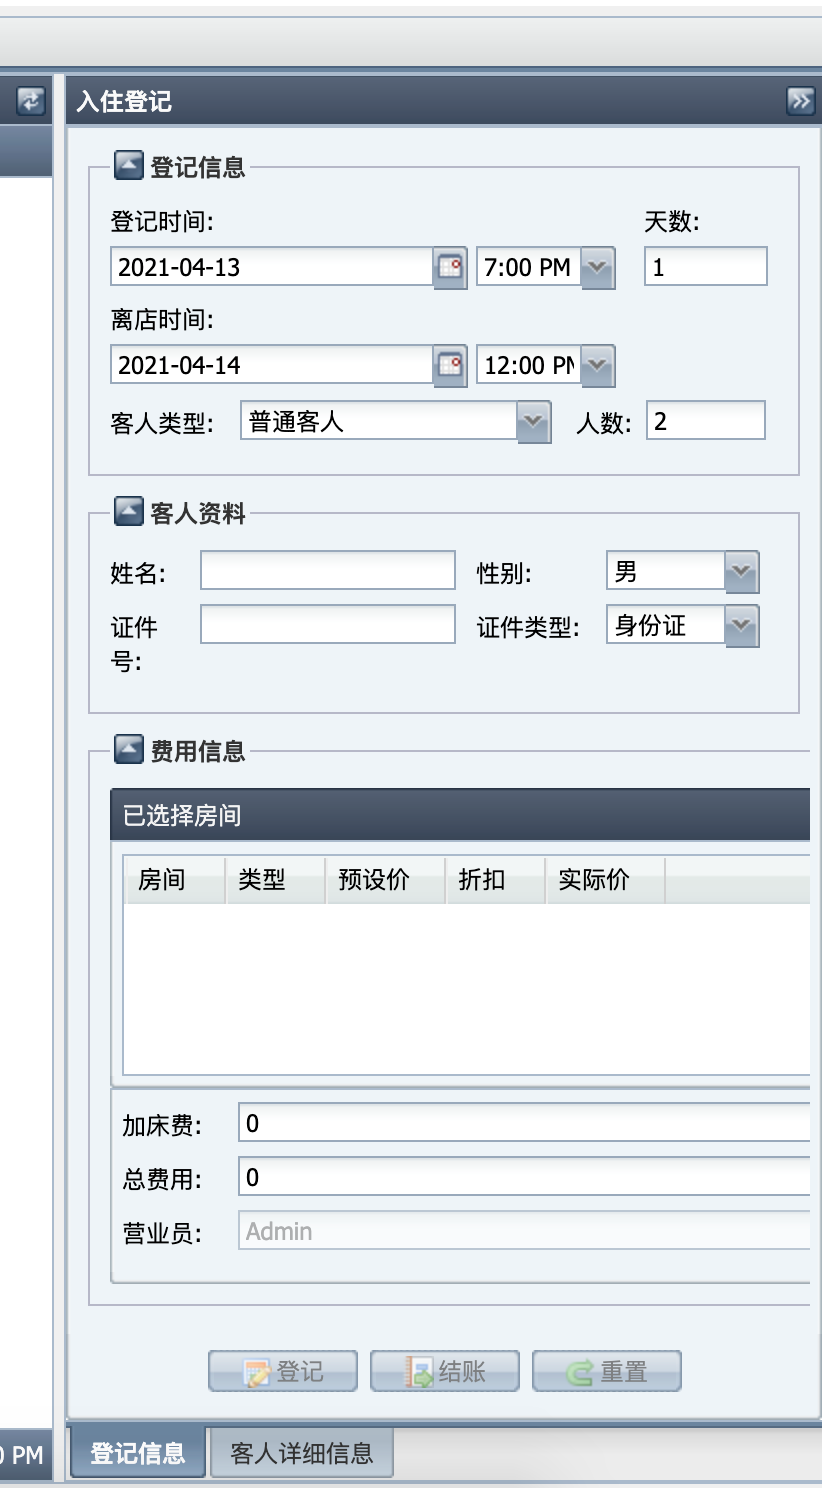 入住登记
登记信息
登记时间: 天数:
2021-04-13 7:00 PM 1
离店时间:
2021-04-14 12:00 PM
客人类型: 普通客人 人数: 2
客人资料
姓名: 性别: 男
证件号: 证件类型: 身份证
费用信息
已选择房间
房间 类型 预设价 折扣 实际价
加床费: 0
总费用: 0
营业员: Admin
登记 结账 重置
0 PM 登记信息 客人详细信息